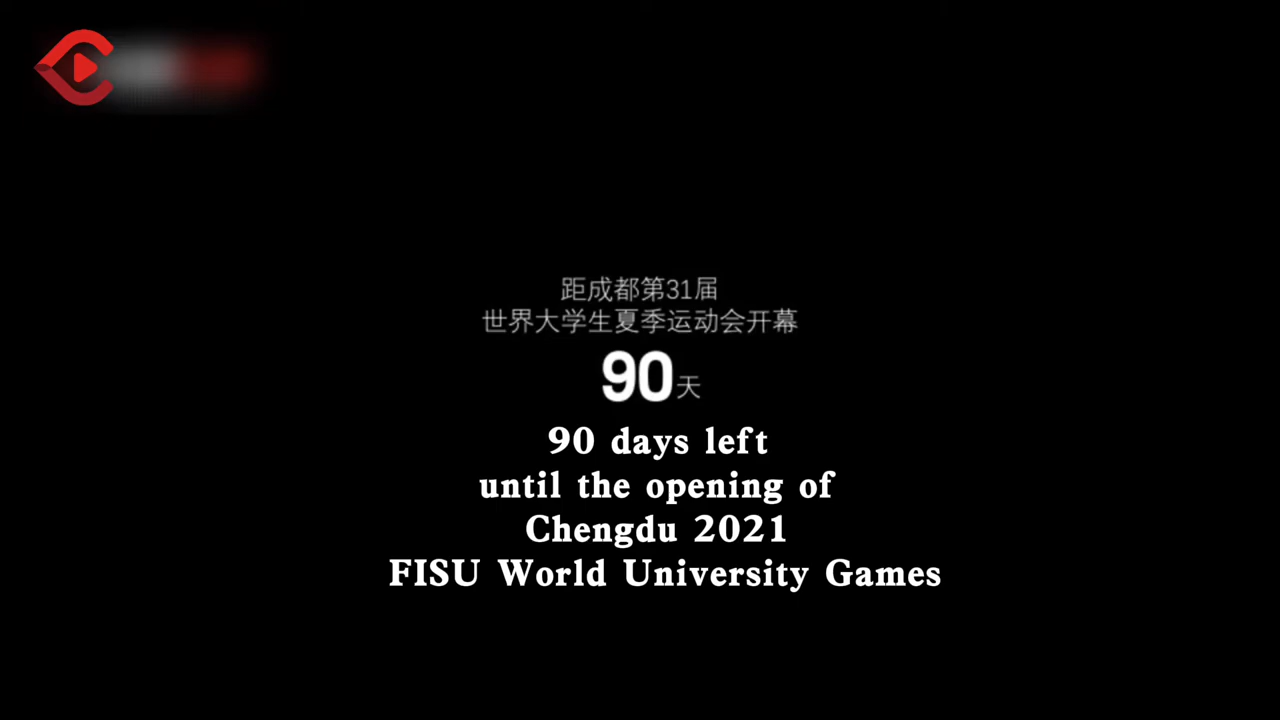 距成都第31届
世界大学生夏季运动会开幕
90天
90 days left
until the opening of
Chengdu 2021
FISU World University Games